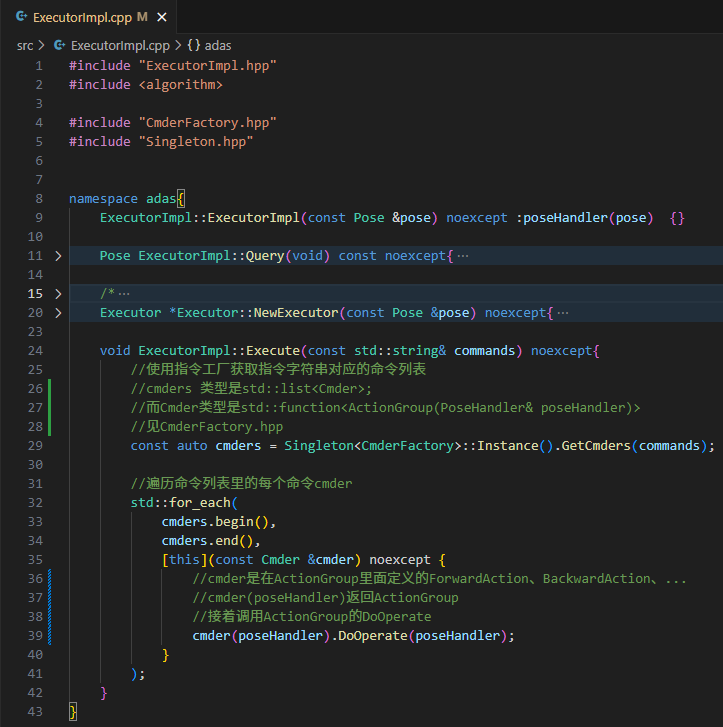 ExecutorImpl.cpp M ×
src > ExecutorImpl.cpp > {} adas
1 #include "ExecutorImpl.hpp"
2 #include <algorithm>
3
4 #include "CmderFactory.hpp"
5 #include "Singleton.hpp"
6
7
8 namespace adas{
9 ExecutorImpl::ExecutorImpl(const Pose &pose) noexcept :poseHandler(pose)  {}
10
11 > Pose ExecutorImpl::Query(void) const noexcept{ ···
14
15 > /* ···
20 > Executor *Executor::NewExecutor(const Pose &pose) noexcept{ ···
23
24 void ExecutorImpl::Execute(const std::string& commands) noexcept{
25 //使用指令工厂获取指令字符串对应的命令列表
26 //cmders 类型是std::list<Cmder>;
27 //而Cmder类型是std::function<ActionGroup(PoseHandler& poseHandler)>
28 //见CmderFactory.hpp
29 const auto cmders = Singleton<CmderFactory>::Instance().GetCmders(commands);
30
31 //遍历命令列表里的每个命令cmder
32 std::for_each(
33 cmders.begin(),
34 cmders.end(),
35 [this](const Cmder &cmder) noexcept {
36 //cmder是在ActionGroup里面定义的ForwardAction、BackwardAction、...
37 //cmder(poseHandler)返回ActionGroup
38 //接着调用ActionGroup的DoOperate
39 cmder(poseHandler).DoOperate(poseHandler);
40 }
41 );
42 }
43 }